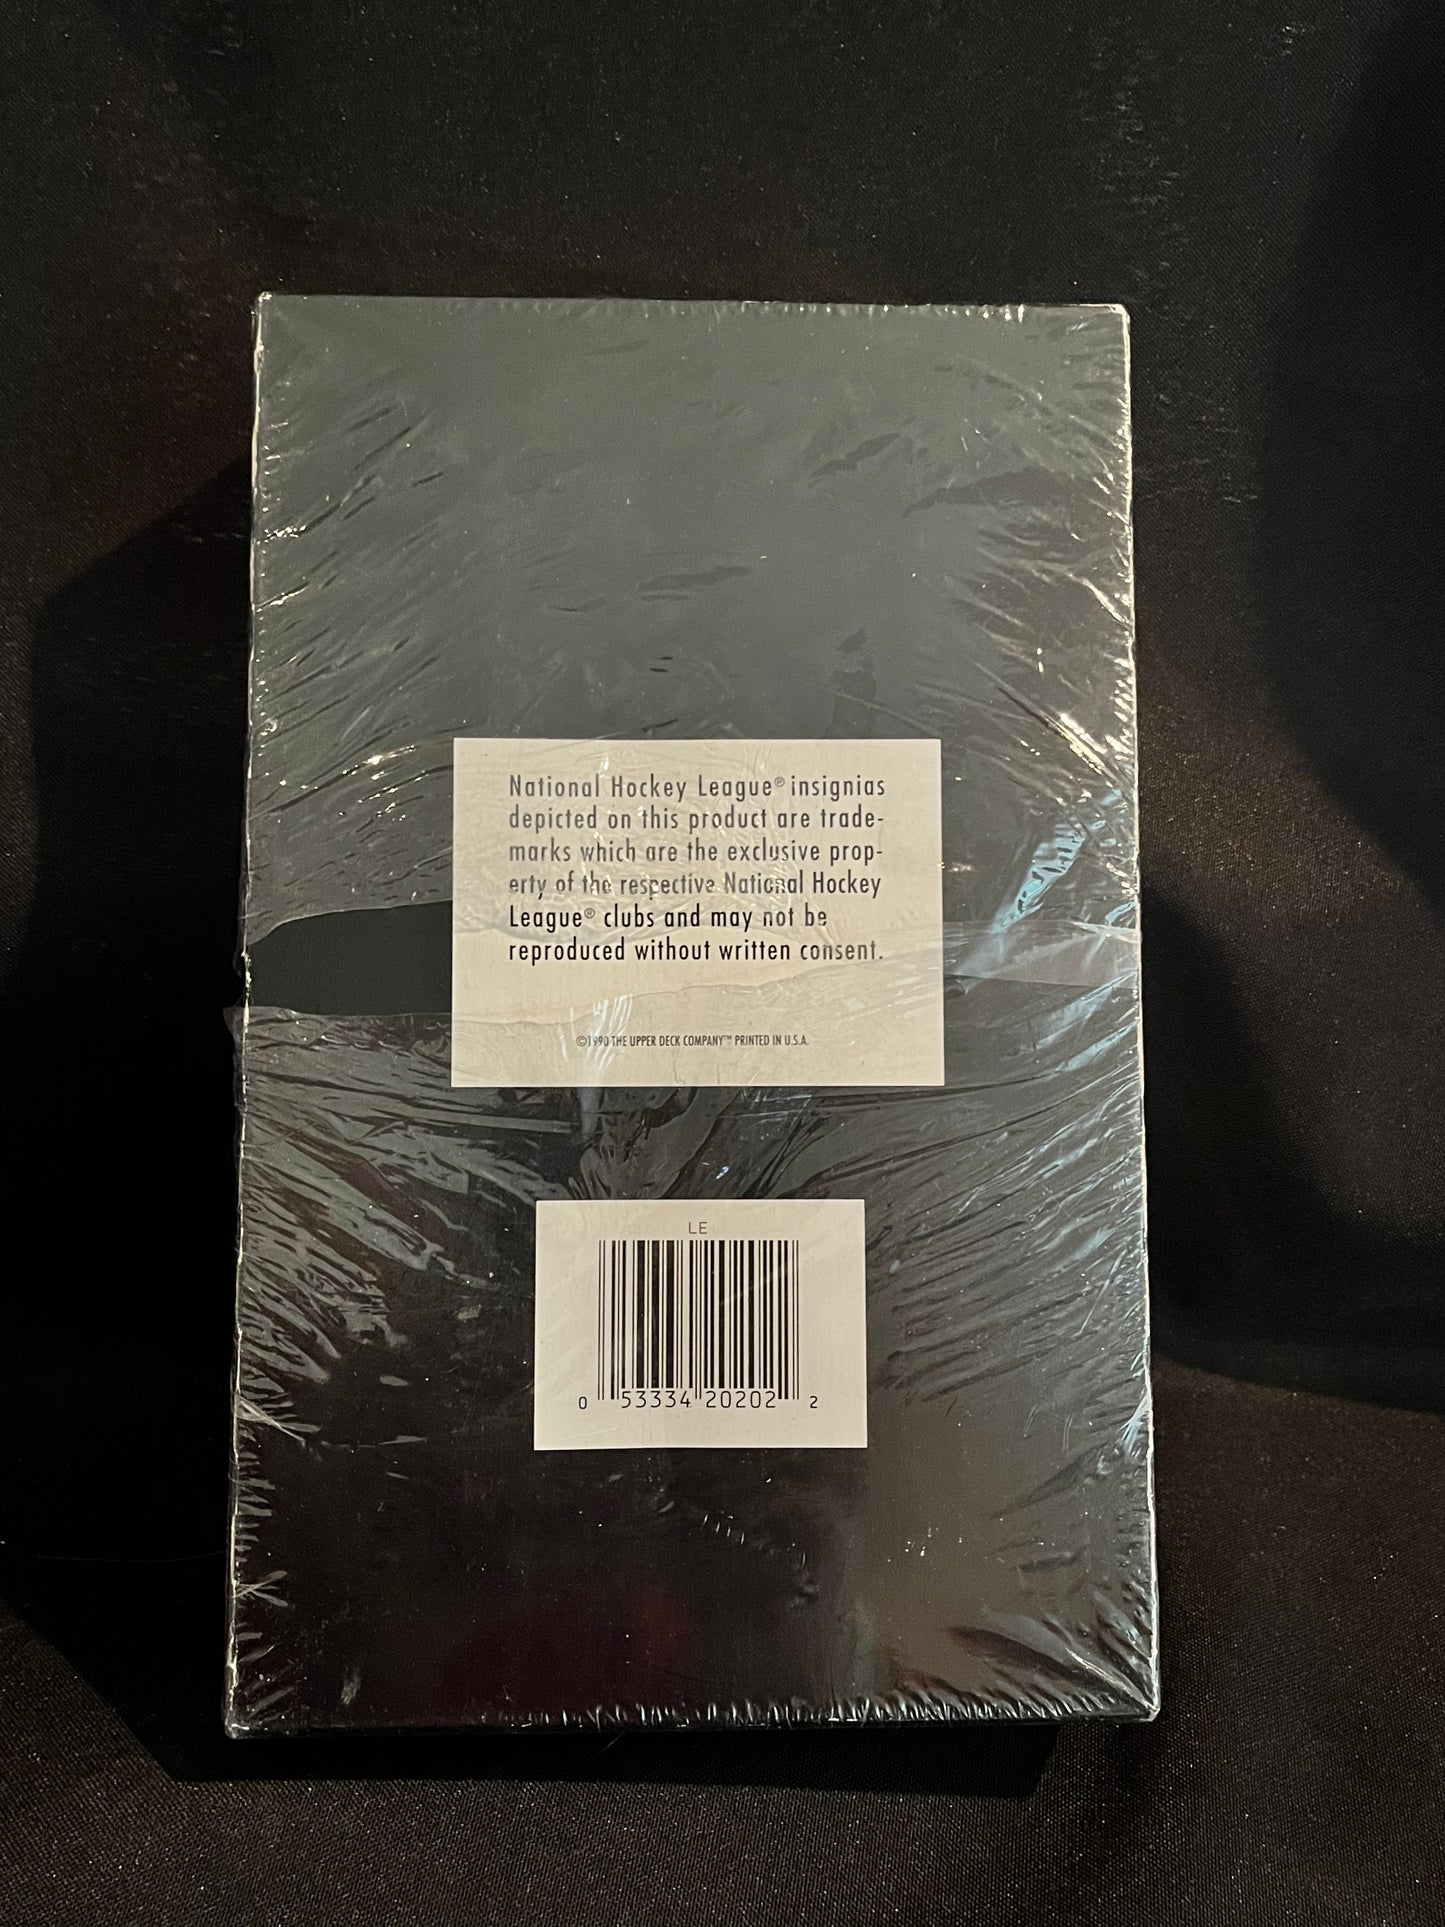 National Hockey League® insignias
depicted on this product are trade-
marks which are the exclusive prop-
erty of the respective National Hockey
League® clubs and may not be
reproduced without written consent.
©1990 THE UPPER DECK COMPANY™ PRINTED IN U.S.A.
LE
0 53334 20202 2